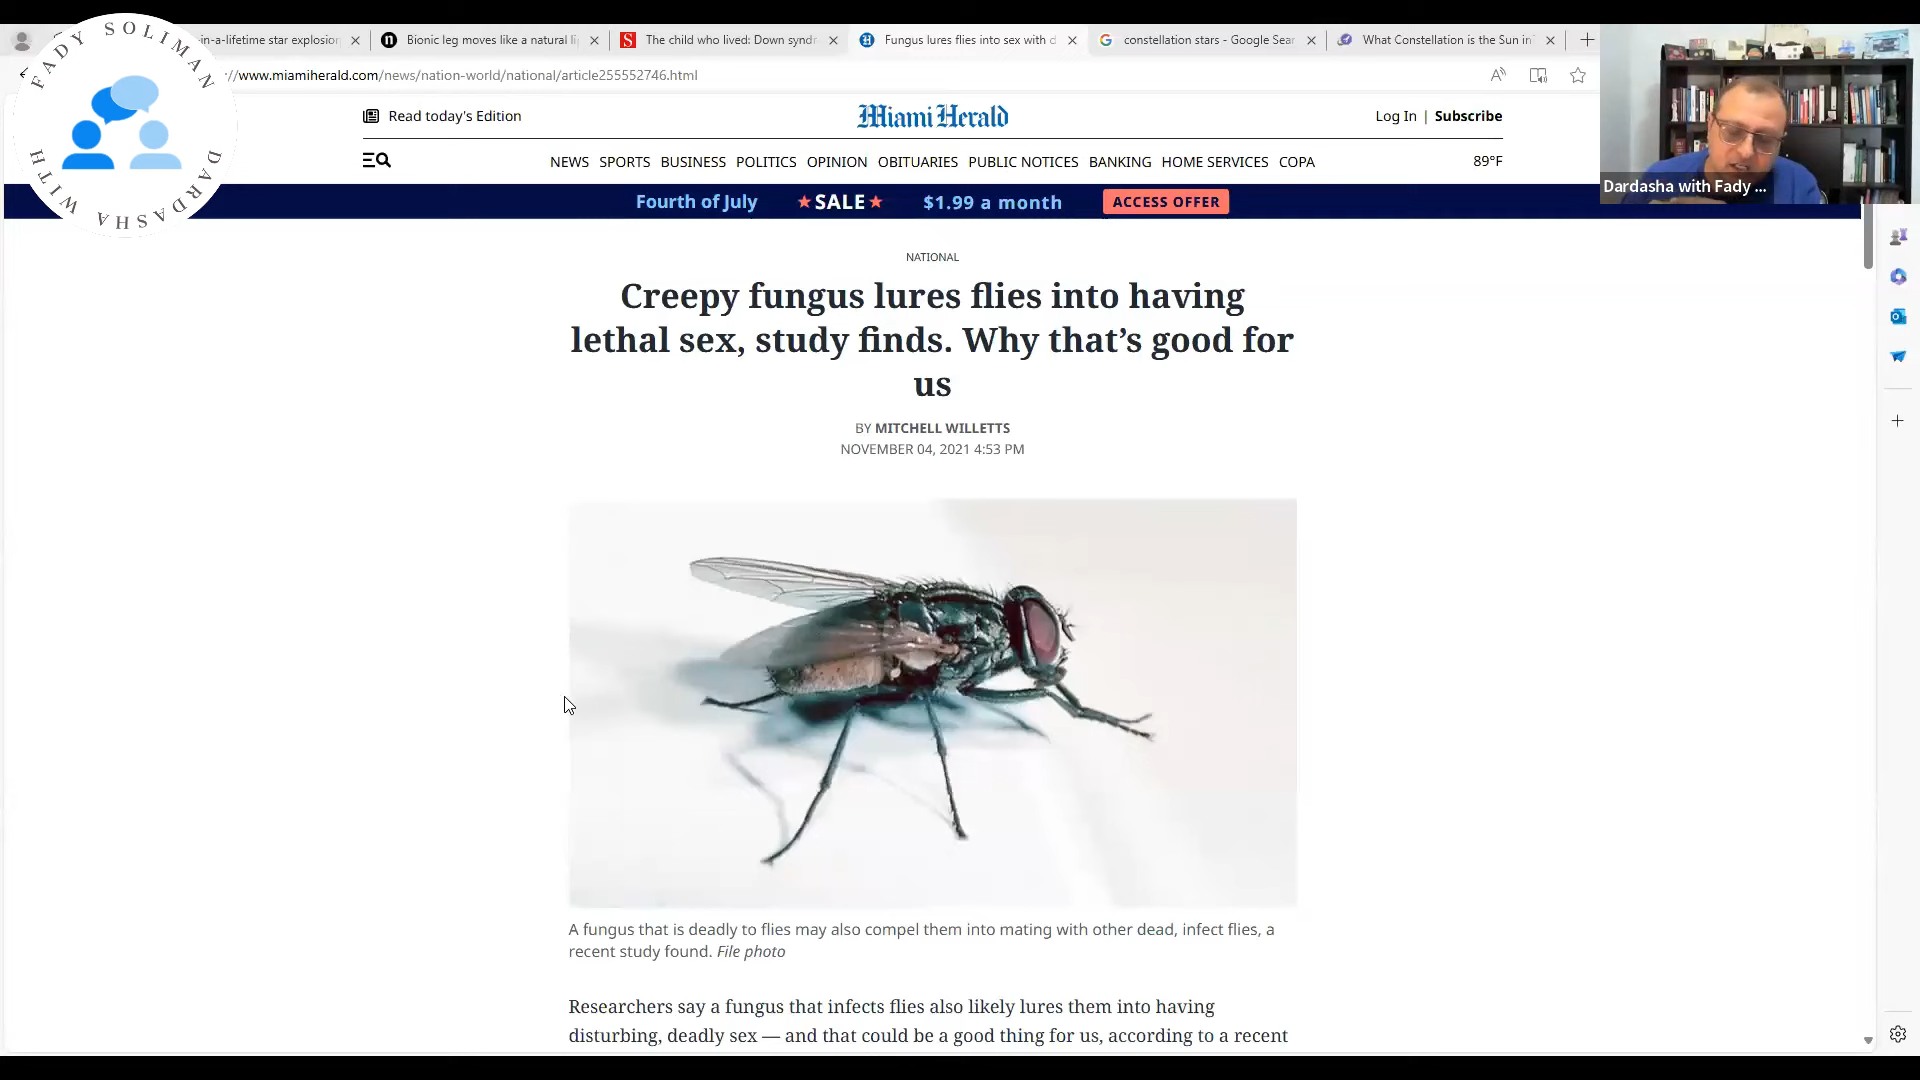 FADY SOLIMAN
DARDASHA WITH
-in-a-lifetime star explosion
Bionic leg moves like a natural li
The child who lived: Down synd
Fungus lures flies into sex with d
constellation stars - Google Sear
What Constellation is the Sun in
://www.miamiherald.com/news/nation-world/national/article255552746.html
Dardasha with Fady ...
Read today's Edition
Miami Herald
Log In | Subscribe
NEWS SPORTS BUSINESS POLITICS OPINION OBITUARIES PUBLIC NOTICES BANKING HOME SERVICES COPA
89°F
Fourth of July ★SALE★ $1.99 a month ACCESS OFFER
NATIONAL
Creepy fungus lures flies into having
lethal sex, study finds. Why that’s good for
us
BY MITCHELL WILLETTS
NOVEMBER 04, 2021 4:53 PM
A fungus that is deadly to flies may also compel them into mating with other dead, infect flies, a
recent study found. File photo
Researchers say a fungus that infects flies also likely lures them into having
disturbing, deadly sex — and that could be a good thing for us, according to a recent